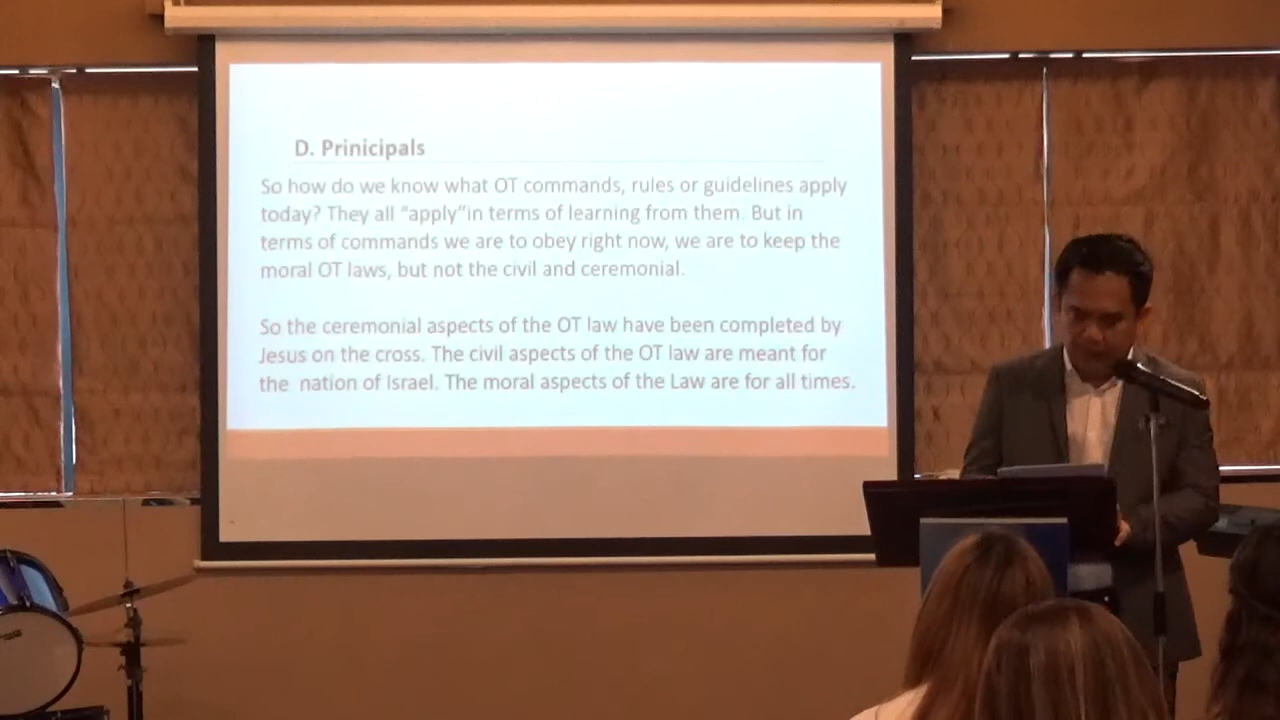 D. Prinicipals
So how do we know what OT commands, rules or guidelines apply
today? They all “apply”in terms of learning from them. But in
terms of commands we are to obey right now, we are to keep the
moral OT laws, but not the civil and ceremonial.
So the ceremonial aspects of the OT law have been completed by
Jesus on the cross. The civil aspects of the OT law are meant for
the nation of Israel. The moral aspects of the Law are for all times.